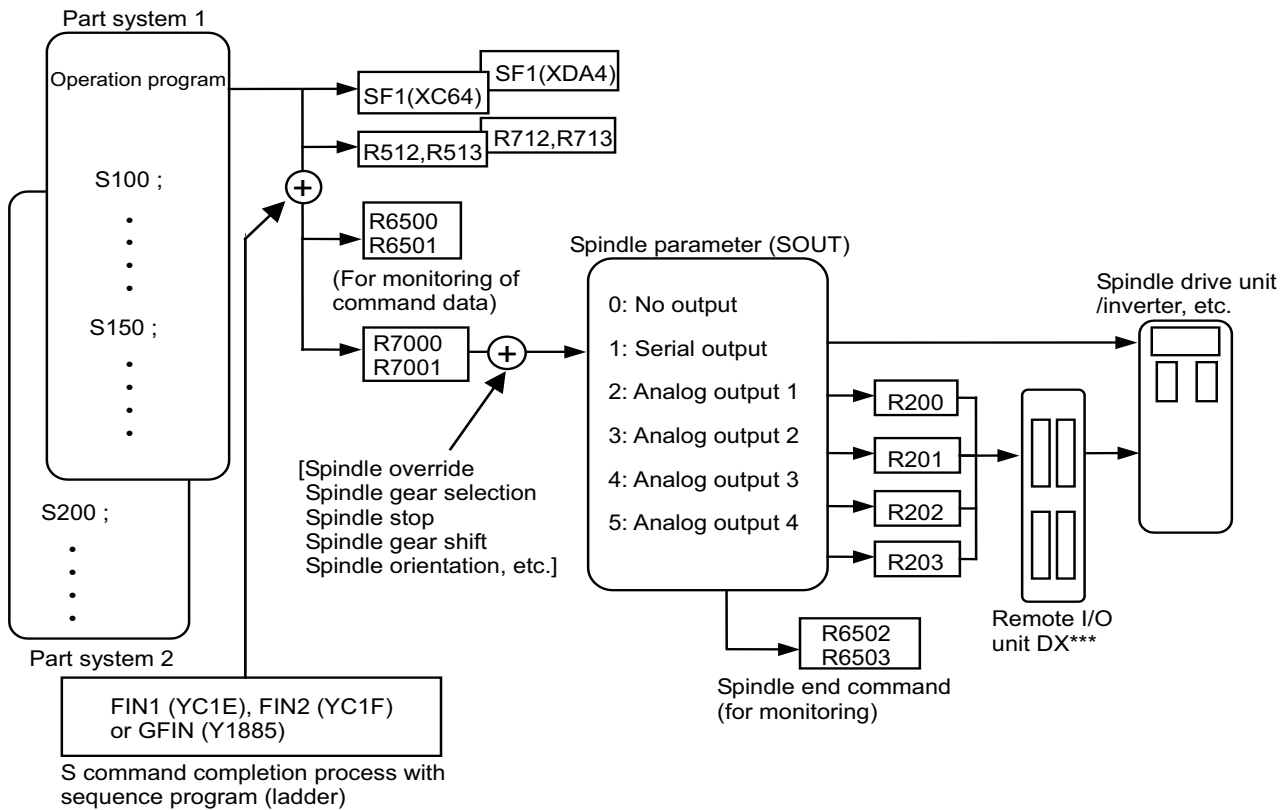 Part system 1
Operation program
S100 ;
S150 ;
S200 ;
Part system 2
FIN1 (YC1E), FIN2 (YC1F)
or GFIN (Y1885)
S command completion process with
sequence program (ladder)
SF1(XC64)
SF1(XDA4)
R512,R513
R712,R713
+
R6500
R6501
(For monitoring of
command data)
R7000
R7001
+
[Spindle override
Spindle gear selection
Spindle stop
Spindle gear shift
Spindle orientation, etc.]
Spindle parameter (SOUT)
0: No output
1: Serial output
2: Analog output 1
3: Analog output 2
4: Analog output 3
5: Analog output 4
R200
R201
R202
R203
R6502
R6503
Spindle end command
(for monitoring)
Remote I/O
unit DX***
Spindle drive unit
/inverter, etc.